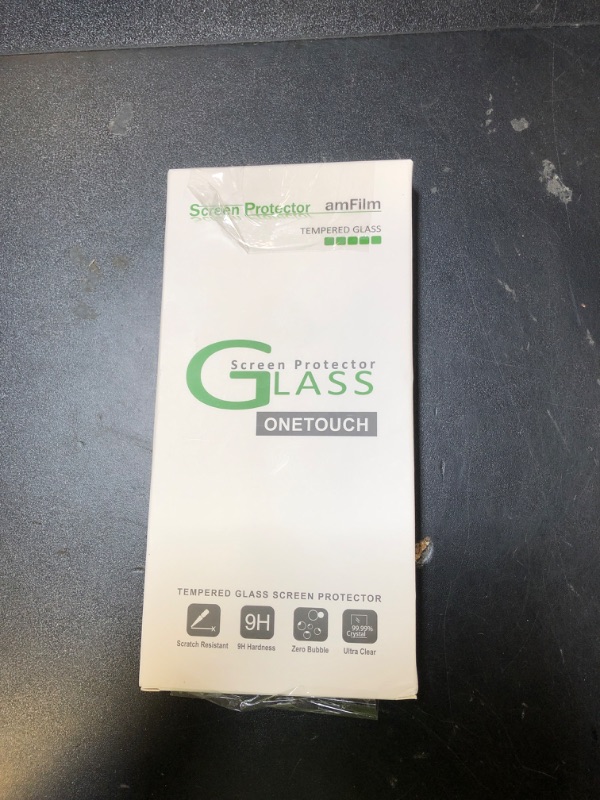 Screen Protector amFilm
TEMPERED GLASS
Screen Protector
GLASS
ONETOUCH
TEMPERED GLASS SCREEN PROTECTOR
9H
99.99%
Crystal
Scratch Resistant 9H Hardness Zero Bubble Ultra Clear